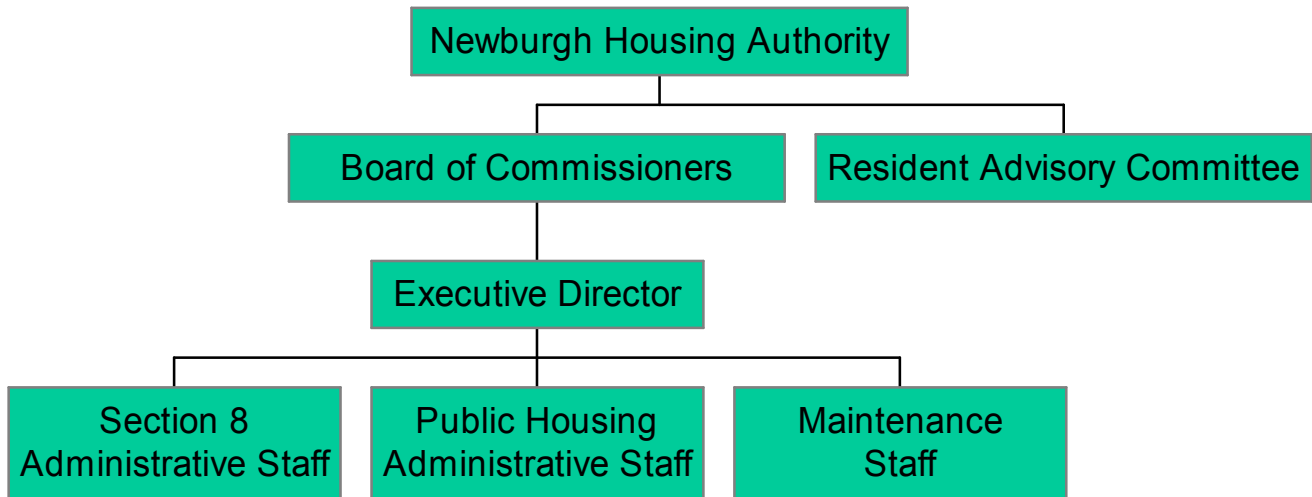 Newburgh Housing Authority
Board of Commissioners
Resident Advisory Committee
Executive Director
Section 8
Administrative Staff
Public Housing
Administrative Staff
Maintenance
Staff